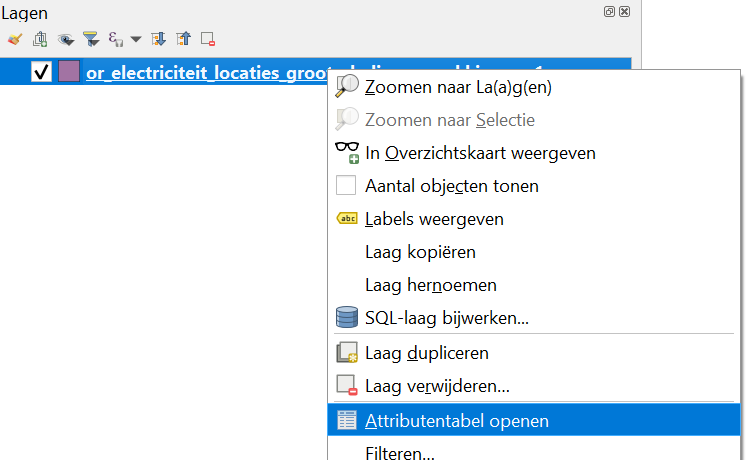 Lagen
or_electriciteit_locaties_groot
Zoomen naar La(a)g(en)
Zoomen naar Selectie
In Overzichtskaart weergeven
Aantal objecten tonen
abc Labels weergeven
Laag kopiëren
Laag hernoemen
SQL-laag bijwerken...
Laag dupliceren
Laag verwijderen...
Attributentabel openen
Filteren...